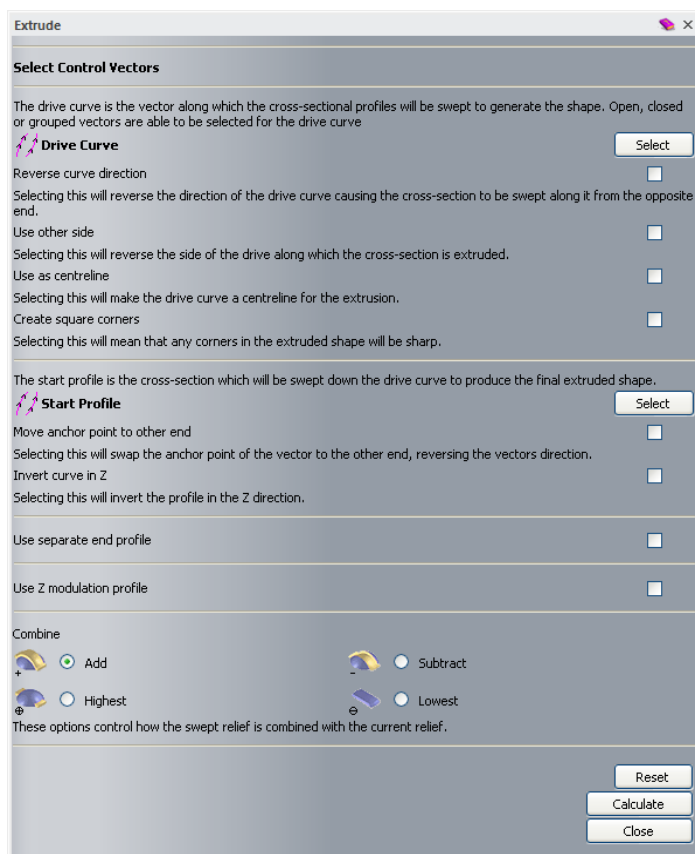 Extrude
Select Control Vectors
The drive curve is the vector along which the cross-sectional profiles will be swept to generate the shape. Open, closed
or grouped vectors are able to be selected for the drive curve
Drive Curve
Select
Reverse curve direction
Selecting this will reverse the direction of the drive curve causing the cross-section to be swept along it from the opposite
end.
Use other side
Selecting this will reverse the side of the drive along which the cross-section is extruded.
Use as centreline
Selecting this will make the drive curve a centreline for the extrusion.
Create square corners
Selecting this will mean that any corners in the extruded shape will be sharp.
The start profile is the cross-section which will be swept down the drive curve to produce the final extruded shape.
Start Profile
Select
Move anchor point to other end
Selecting this will swap the anchor point of the vector to the other end, reversing the vectors direction.
Invert curve in Z
Selecting this will invert the profile in the Z direction.
Use separate end profile
Use Z modulation profile
Combine
Add
Subtract
Highest
Lowest
These options control how the swept relief is combined with the current relief.
Reset
Calculate
Close